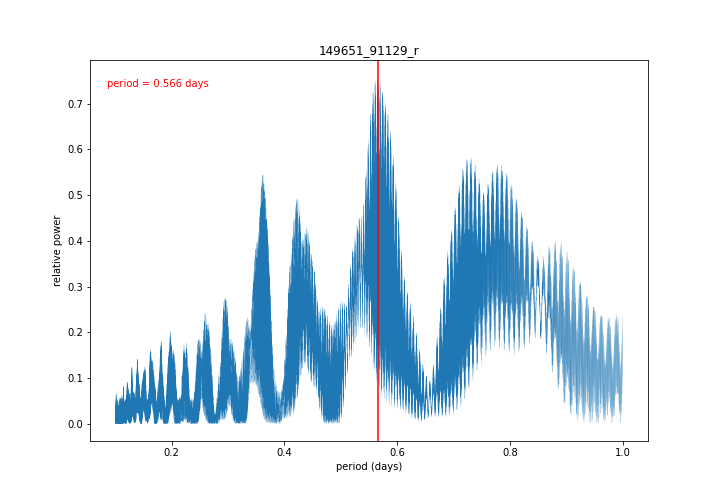 149651_91129_r
period = 0.566 days
0.7
0.6
0.5
0.4
0.3
0.2
0.1
0.0
relative power
0.2 0.4 0.6 0.8 1.0
period (days)